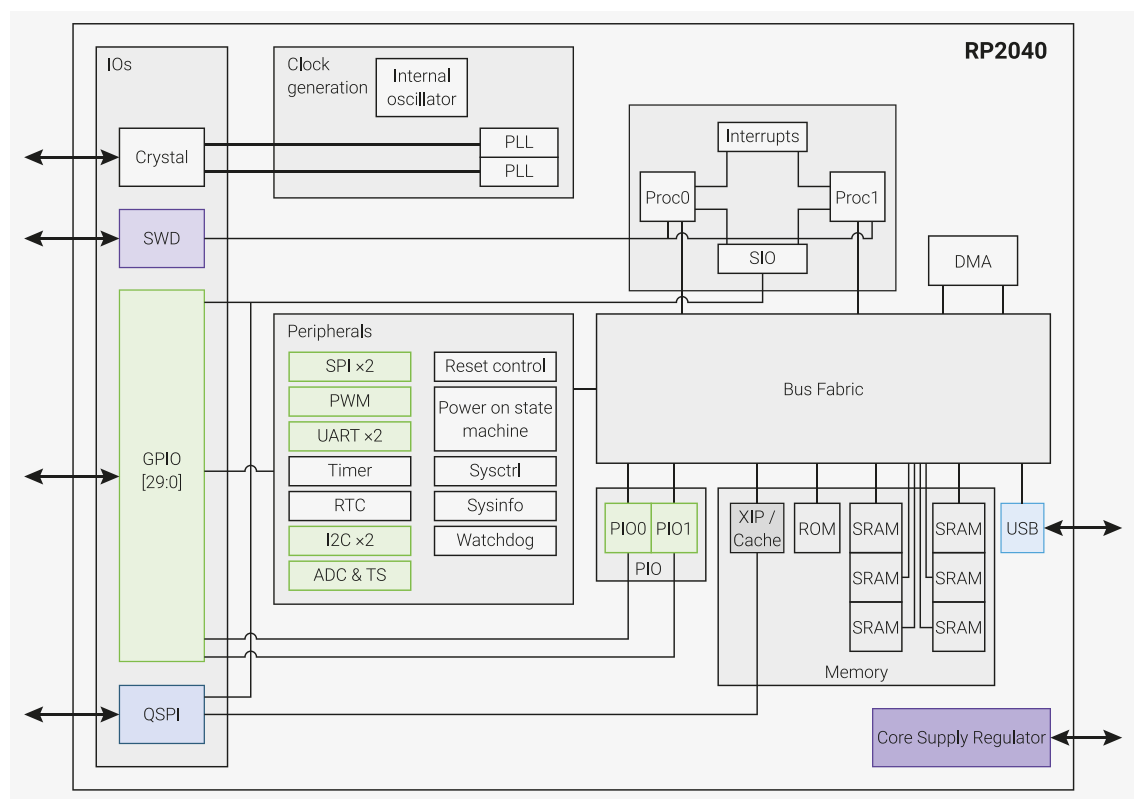 RP2040
IOs
Crystal
SWD
GPIO
[29:0]
QSPI
Clock
generation
Internal
oscillator
PLL
PLL
Interrupts
Proc0
Proc1
SIO
DMA
Peripherals
SPI ×2
PWM
UART ×2
Timer
RTC
I2C ×2
ADC & TS
Reset control
Power on state
machine
Sysctrl
Sysinfo
Watchdog
Bus Fabric
PIO0
PIO1
PIO
XIP /
Cache
ROM
SRAM
SRAM
SRAM
SRAM
SRAM
SRAM
Memory
USB
Core Supply Regulator